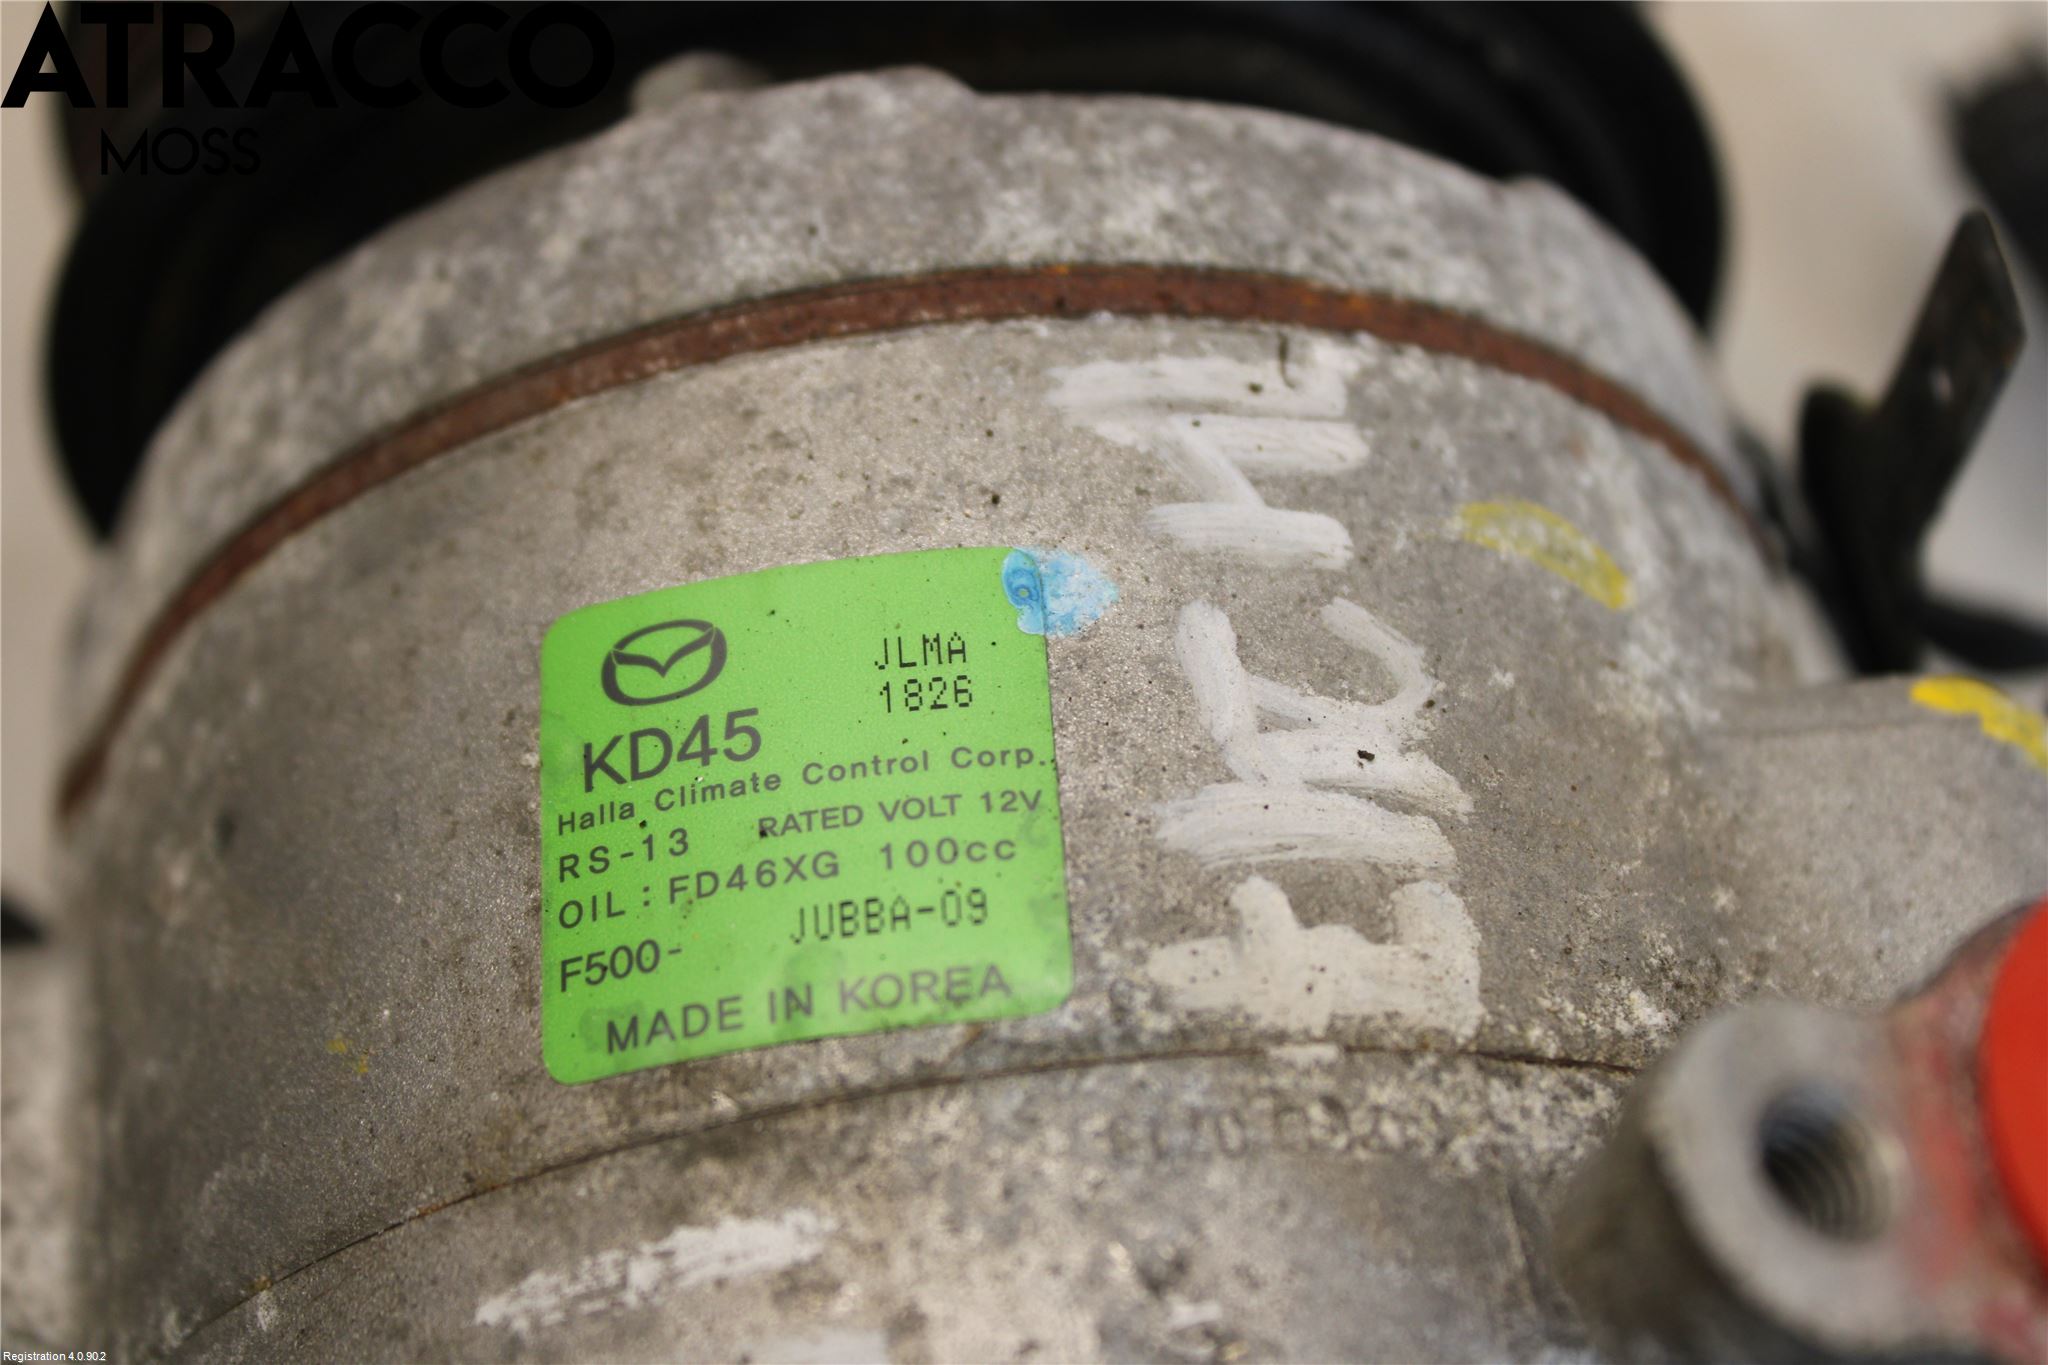 ATRACCO
MOSS
JLMA
1826
KD45
Halla Climate Control Corp.
RS-13 RATED VOLT 12V
OIL : FD46XG 100cc
F500- JUBBA-09
MADE IN KOREA
Registration 4.0.90.2